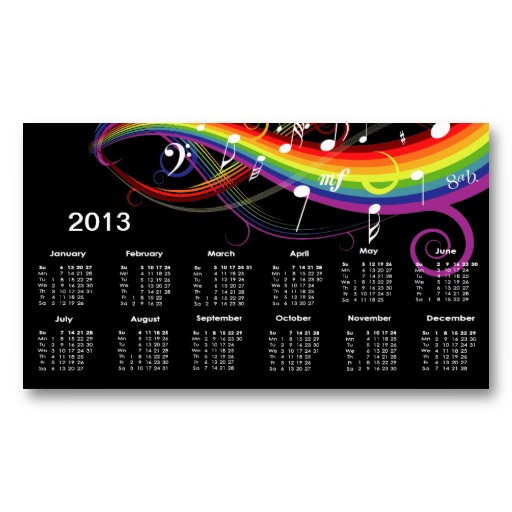 mf
8ª b.
2013
January
Su 6 13 20 27
Mn 7 14 21 28
Tu 1 8 15 22 29
We 2 9 16 23 30
Th 3 10 17 24 31
Fr 4 11 18 25
Sa 5 12 19 26
February
Su 3 10 17 24
Mn 4 11 18 25
Tu 5 12 19 26
We 6 13 20 27
Th 7 14 21 28
Fr 1 8 15 22
Sa 2 9 16 23
March
Su 3 10 17 24 31
Mn 4 11 18 25
Tu 5 12 19 26
We 6 13 20 27
Th 7 14 21 28
Fr 1 8 15 22 29
Sa 2 9 16 23 30
April
Su 7 14 21 28
Mn 1 8 15 22 29
Tu 2 9 16 23 30
We 3 10 17 24
Th 4 11 18 25
Fr 5 12 19 26
Sa 6 13 20 27
May
Su 5 12 19 26
Mn 6 13 20 27
Tu 7 14 21 28
We 1 8 15 22 29
Th 2 9 16 23 30
Fr 3 10 17 24 31
Sa 4 11 18 25
June
Su 2 9 16 23 30
Mn 3 10 17 24
Tu 4 11 18 25
We 5 12 19 26
Th 6 13 20 27
Fr 7 14 21 28
Sa 1 8 15 22 29
July
Su 7 14 21 28
Mn 1 8 15 22 29
Tu 2 9 16 23 30
We 3 10 17 24 31
Th 4 11 18 25
Fr 5 12 19 26
Sa 6 13 20 27
August
Su 4 11 18 25
Mn 5 12 19 26
Tu 6 13 20 27
We 7 14 21 28
Th 1 8 15 22 29
Fr 2 9 16 23 30
Sa 3 10 17 24 31
September
Su 1 8 15 22 29
Mn 2 9 16 23 30
Tu 3 10 17 24
We 4 11 18 25
Th 5 12 19 26
Fr 6 13 20 27
Sa 7 14 21 28
October
Su 6 13 20 27
Mn 7 14 21 28
Tu 1 8 15 22 29
We 2 9 16 23 30
Th 3 10 17 24 31
Fr 4 11 18 25
Sa 5 12 19 26
November
Su 3 10 17 24
Mn 4 11 18 25
Tu 5 12 19 26
We 6 13 20 27
Th 7 14 21 28
Fr 1 8 15 22 29
Sa 2 9 16 23 30
December
Su 1 8 15 22 29
Mn 2 9 16 23 30
Tu 3 10 17 24 31
We 4 11 18 25
Th 5 12 19 26
Fr 6 13 20 27
Sa 7 14 21 28